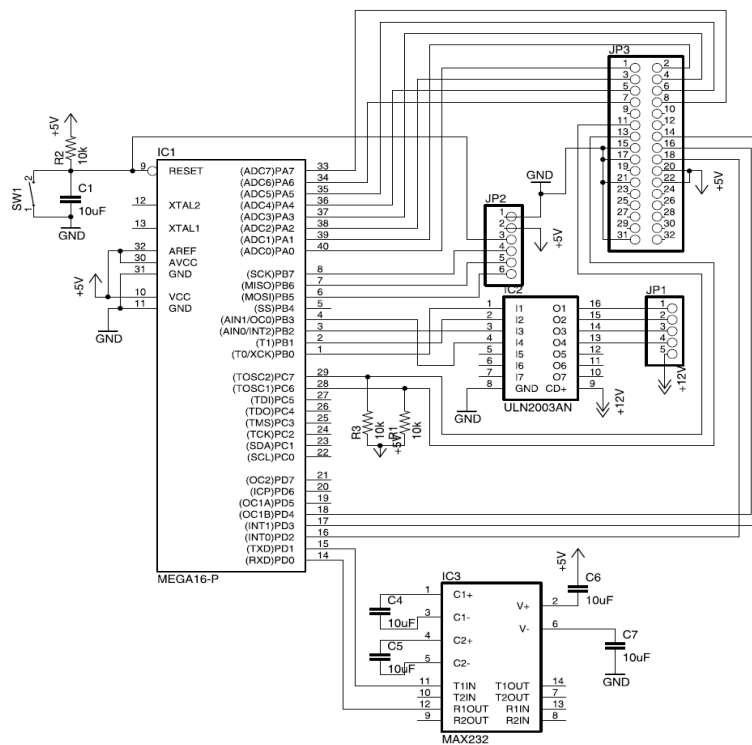 JP3
1 2
3 4
5 6
7 8
9 10
11 12
13 14
15 16
17 18
19 20
21 22
23 24
25 26
27 28
29 30
31 32
+5V
+5V
R2
10k
SW1
2
1
C1
10uF
GND
IC1
9 RESET (ADC7)PA7 33
(ADC6)PA6 34
(ADC5)PA5 35
12 XTAL2 (ADC4)PA4 36
(ADC3)PA3 37
13 XTAL1 (ADC2)PA2 38
(ADC1)PA1 39
32 AREF (ADC0)PA0 40
30 AVCC
31 GND (SCK)PB7 8
(MISO)PB6 7
10 VCC (MOSI)PB5 6
11 GND (SS)PB4 5
(AIN1/OC0)PB3 4
(AIN0/INT2)PB2 3
(T1)PB1 2
(T0/XCK)PB0 1
(TOSC2)PC7 29
(TOSC1)PC6 28
(TDI)PC5 27
(TDO)PC4 26
(TMS)PC3 25
(TCK)PC2 24
(SDA)PC1 23
(SCL)PC0 22
(OC2)PD7 21
(ICP)PD6 20
(OC1A)PD5 19
(OC1B)PD4 18
(INT1)PD3 17
(INT0)PD2 16
(TXD)PD1 15
(RXD)PD0 14
MEGA16-P
+5V
GND
GND
JP2
1
2
3
4
5
6
+5V
IC2
1 I1 O1 16
2 I2 O2 15
3 I3 O3 14
4 I4 O4 13
5 I5 O5 12
6 I6 O6 11
7 I7 O7 10
8 GND CD+ 9
ULN2003AN
GND
+12V
JP1
1
2
3
4
5
+12V
R3
10k
R1
10k
+5V
IC3
1 C1+
3 C1-
4 C2+
5 C2-
V+ 2
V- 6
11 T1IN T1OUT 14
10 T2IN T2OUT 7
12 R1OUT R1IN 13
9 R2OUT R2IN 8
MAX232
C4
10uF
C5
10uF
+5V
C6
10uF
C7
10uF
GND